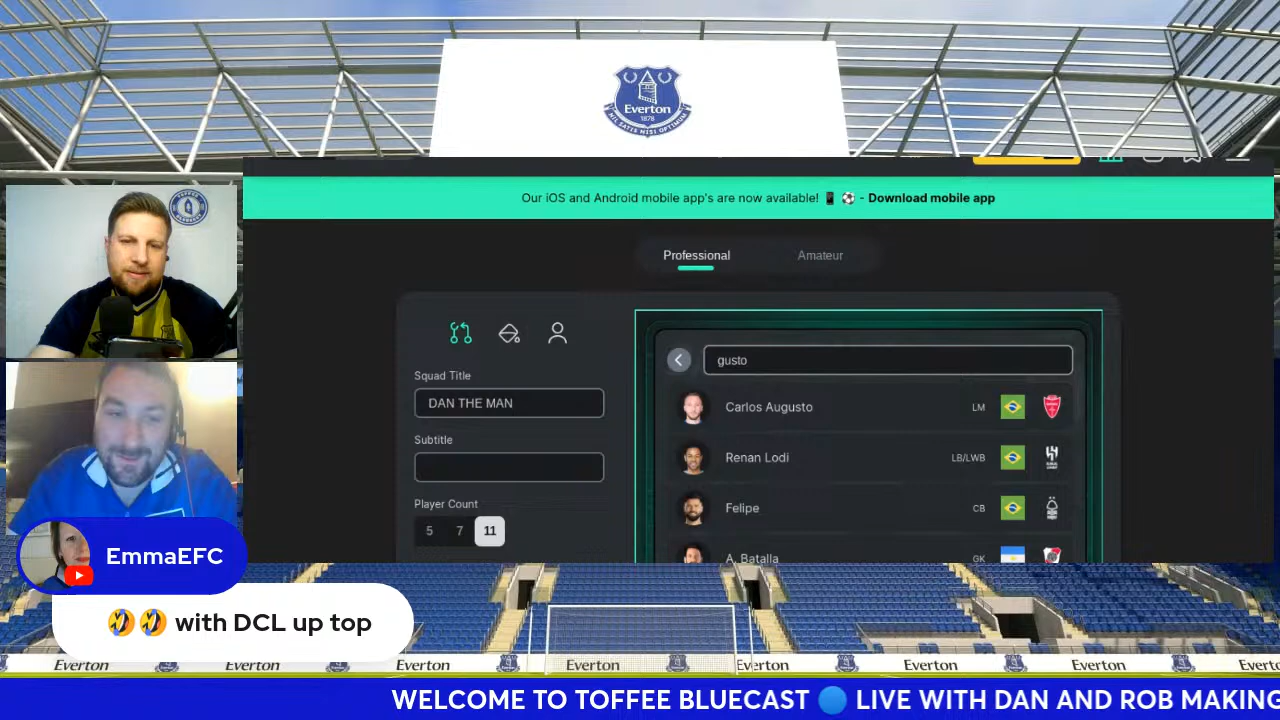 Everton
1878
NIL SATIS NISI OPTIMUM
Our iOS and Android mobile app's are now available! 📱 ⚽ - Download mobile app
Professional
Amateur
Squad Title
DAN THE MAN
Subtitle
Player Count
5 7 11
gusto
Carlos Augusto LM
Renan Lodi LB/LWB
Felipe CB
A. Batalla GK
EmmaEFC
🤣🤣 with DCL up top
Everton Everton Everton Everton Everton Everton Everton
WELCOME TO TOFFEE BLUECAST 🔵 LIVE WITH DAN AND ROB MAKING